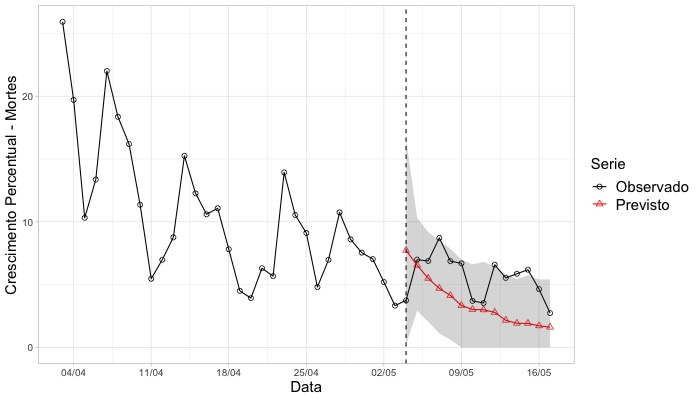 Crescimento Percentual - Mortes
20
10
0
04/04 11/04 18/04 25/04 02/05 09/05 16/05
Data
Serie
Observado
Previsto